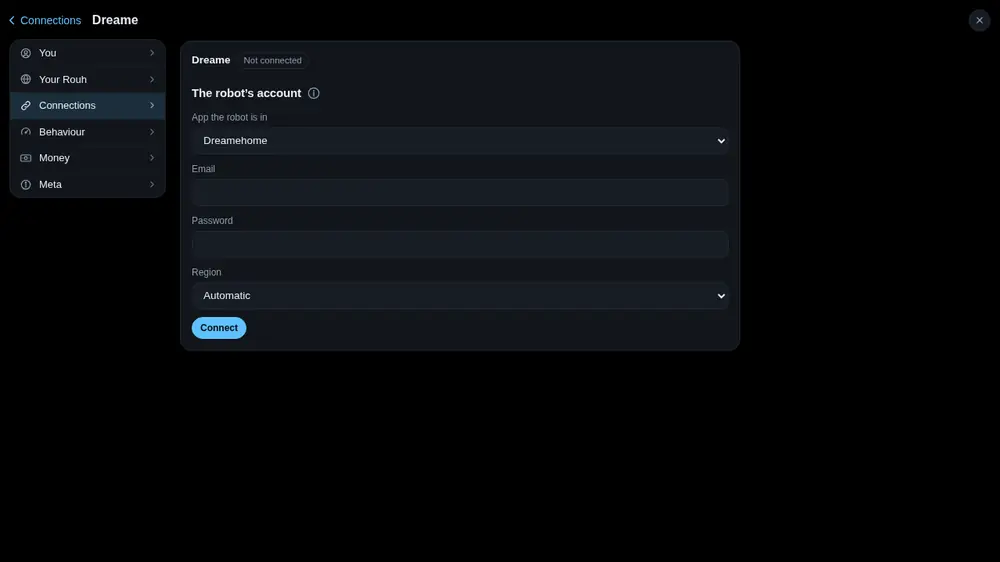 Connections
Dreame
You
Your Rouh
Connections
Behaviour
Money
Meta
Dreame
Not connected
The robot's account
App the robot is in
Dreamehome
Email
Password
Region
Automatic
Connect